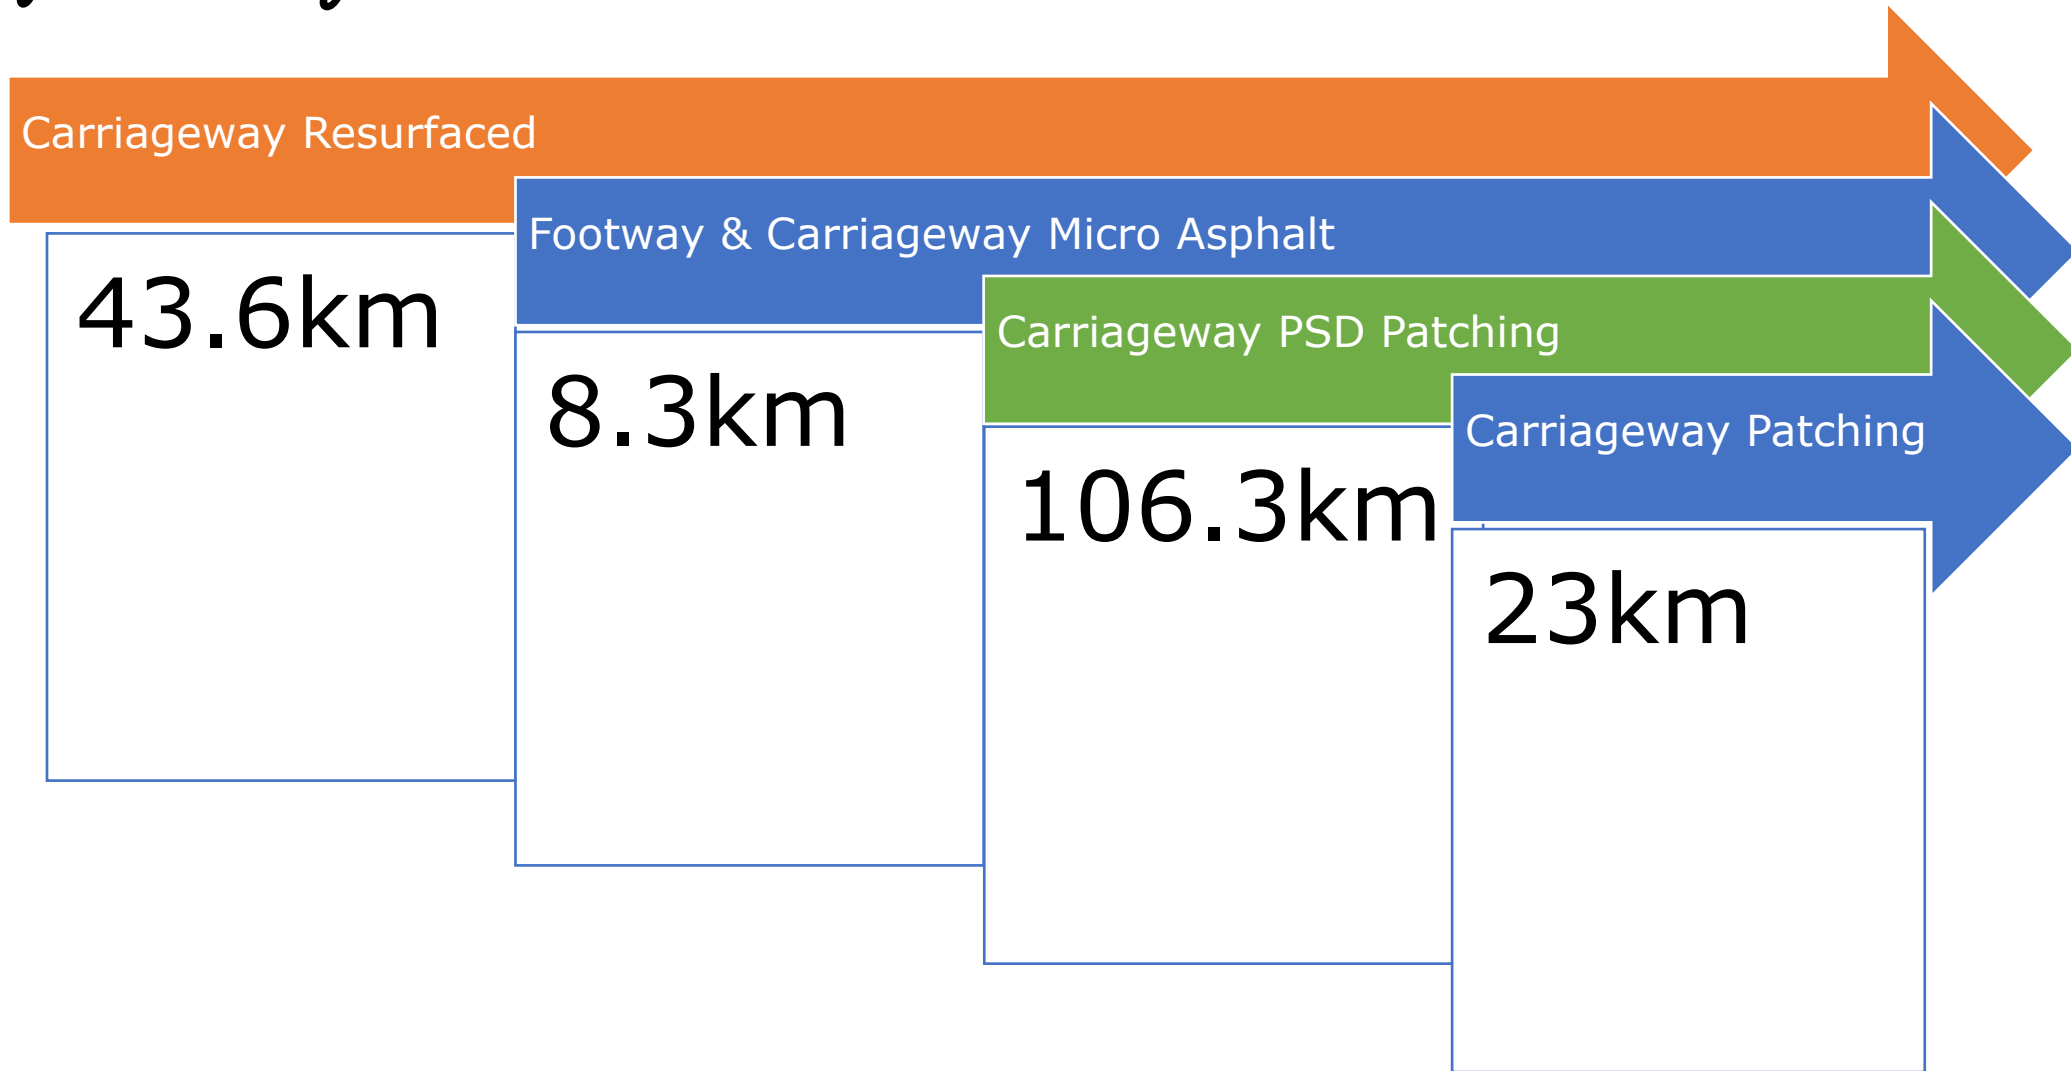 Carriageway Resurfaced
43.6km
Footway & Carriageway Micro Asphalt
8.3km
Carriageway PSD Patching
106.3km
Carriageway Patching
23km